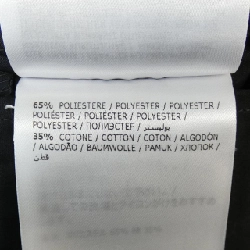 65% POLIESTERE / POLYESTER / POLYESTER /
POLIÉSTER / POLIESTER / POLYESTER /
POLYESTER / ПОЛИЭСТЕР / بوليستر
35% COTONE / COTTON / COTON / ALGODÓN
/ ALGODÃO / BAUMWOLLE / PAMUK / ХЛОПОК /
قطن